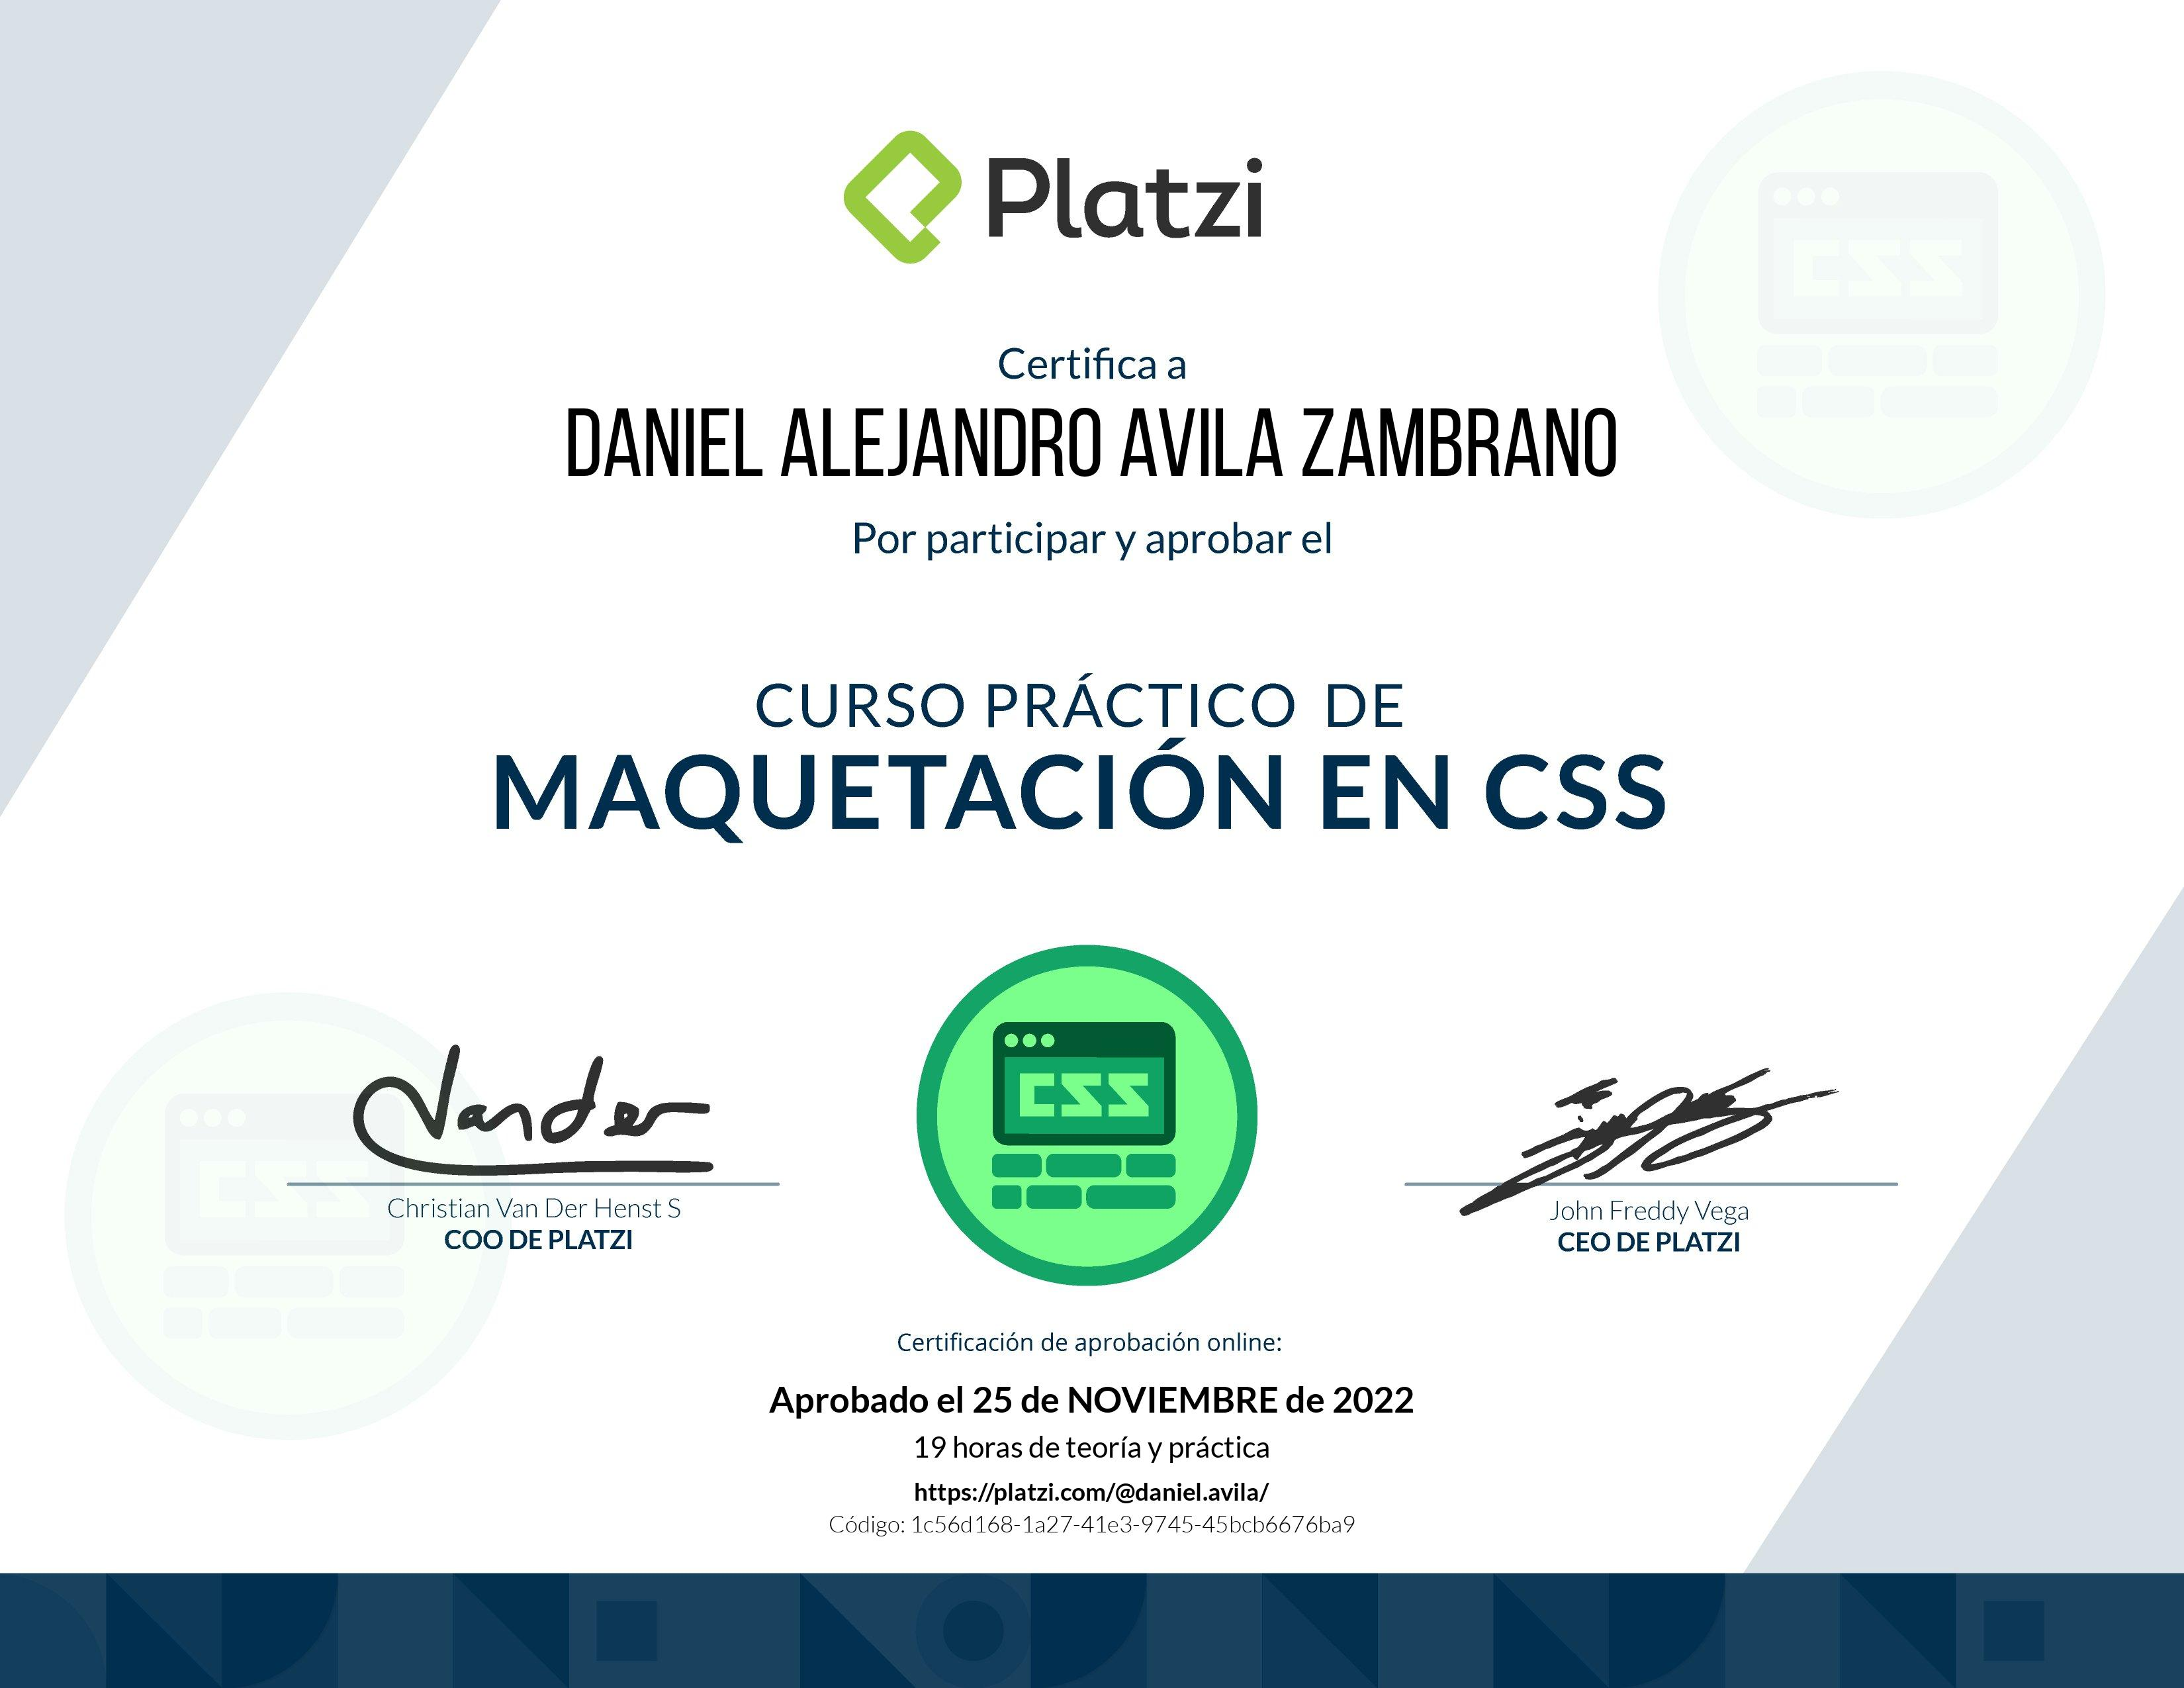 Platzi
Certifica a
DANIEL ALEJANDRO AVILA ZAMBRANO
Por participar y aprobar el
CURSO PRÁCTICO DE
MAQUETACIÓN EN CSS
CSS
CSS
CSS
Vander
Christian Van Der Henst S
COO DE PLATZI
John Freddy Vega
CEO DE PLATZI
Certificación de aprobación online:
Aprobado el 25 de NOVIEMBRE de 2022
19 horas de teoría y práctica
https://platzi.com/@daniel.avila/
Código: 1c56d168-1a27-41e3-9745-45bcb6676ba9